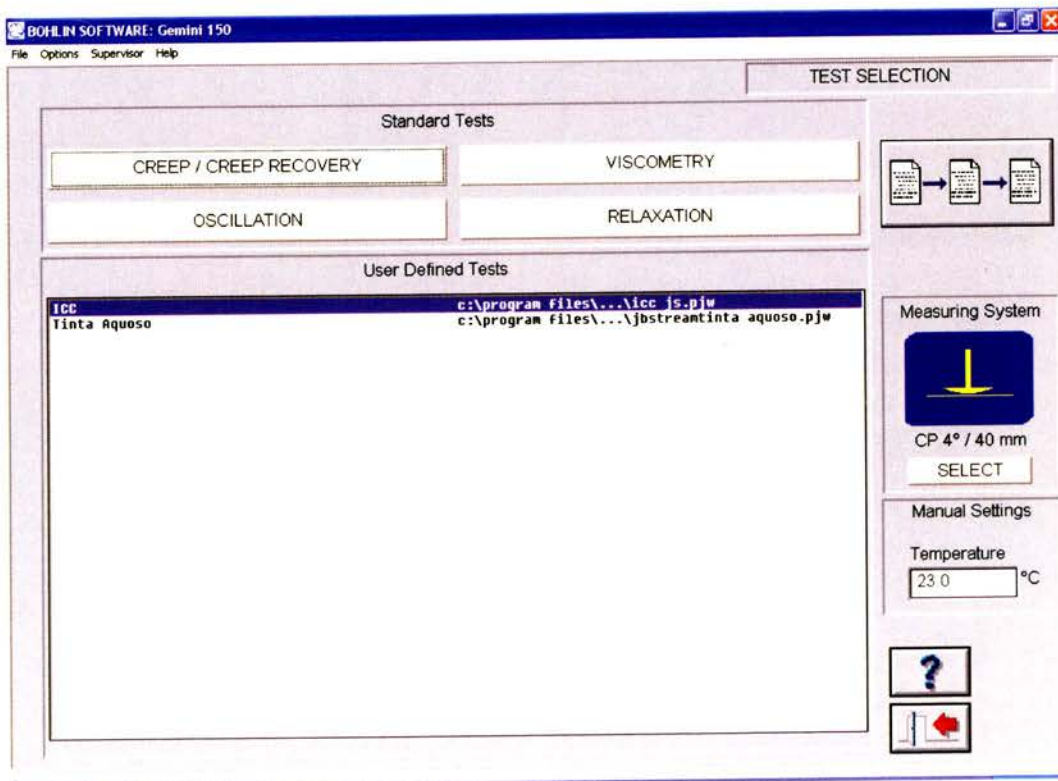 BOHLIN SOFTWARE: Gemini 150
File Options Supervisor Help
TEST SELECTION
Standard Tests
CREEP / CREEP RECOVERY
VISCOMETRY
OSCILLATION
RELAXATION
User Defined Tests
ICC c:\program files\...\icc js.pjw
Tinta Aquoso c:\program files\...\jbstreamtinta aquoso.pjw
Measuring System
CP 4° / 40 mm
SELECT
Manual Settings
Temperature
23.0 °C
?